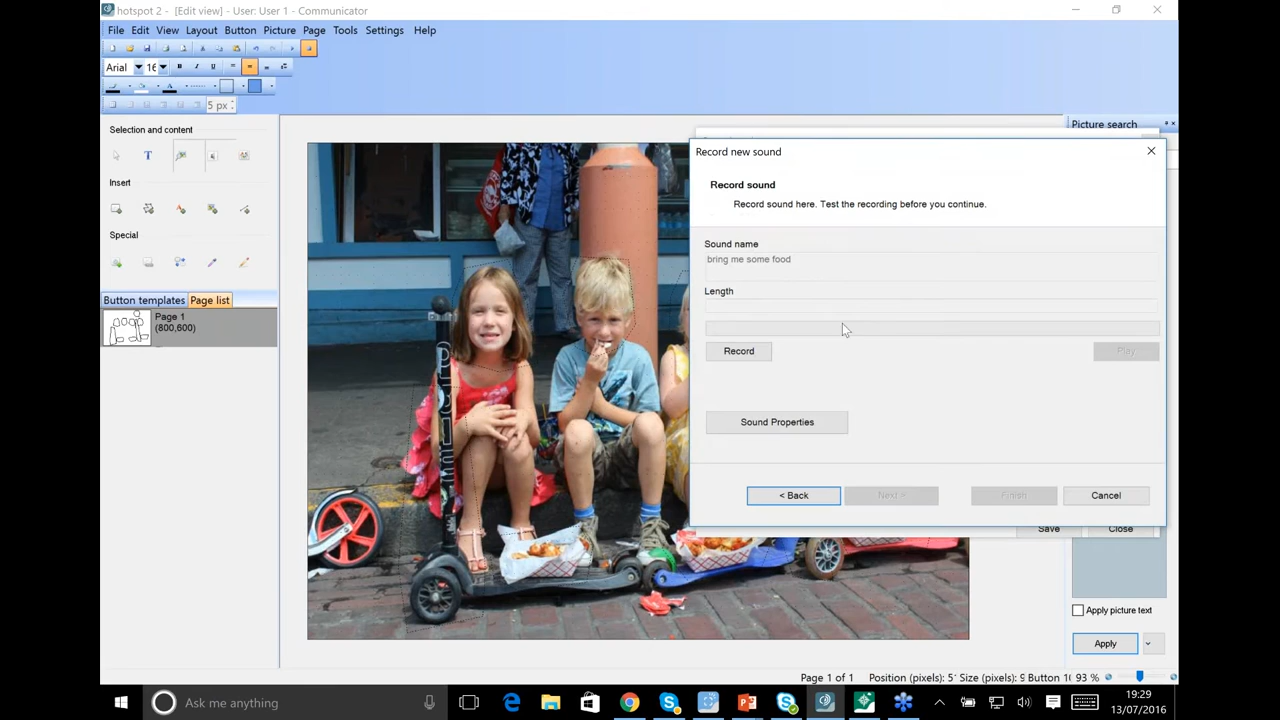 hotspot 2 - [Edit view] - User: User 1 - Communicator
File Edit View Layout Button Picture Page Tools Settings Help
Arial 16
5 px
Selection and content
Insert
Special
Button templates Page list
Page 1
(800,600)
Picture search
Record new sound
Record sound
Record sound here. Test the recording before you continue.
Sound name
bring me some food
Length
Record Play
Sound Properties
< Back Next > Finish Cancel
Save Close
Apply picture text
Apply
Page 1 of 1 Position (pixels): 5 Size (pixels): 9 Button 93 %
Ask me anything
19:29
13/07/2016